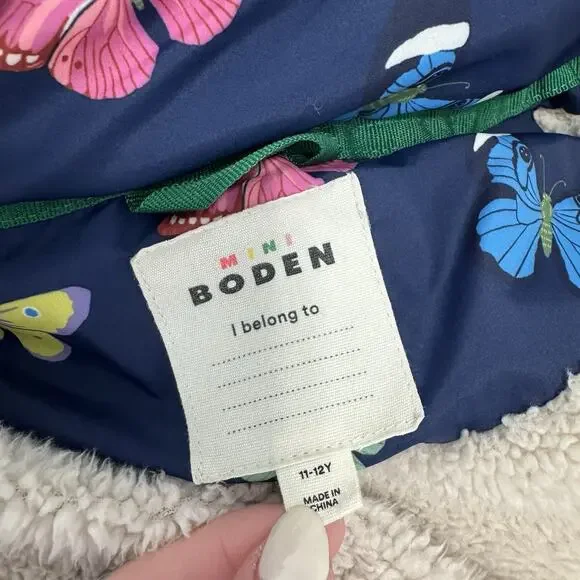 MINI
BODEN
I belong to
11-12Y
MADE IN
CHINA